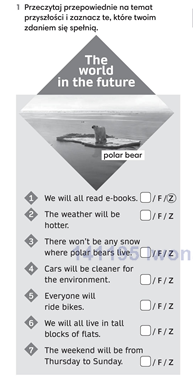 1 Przeczytaj przepowiednie na temat
przyszłości i zaznacz te, które twoim
zdaniem się spełnią.
The
world
in the future
polar bear
1 We will all read e-books. / F / Z
2 The weather will be / F / Z
hotter.
3 There won't be any snow
where polar bears live. / F / Z
4 Cars will be cleaner for
the environment. / F / Z
5 Everyone will
ride bikes. / F / Z
6 We will all live in tall
blocks of flats. / F / Z
7 The weekend will be from
Thursday to Sunday. / F / Z